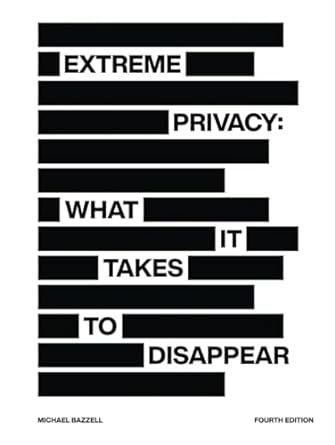 EXTREME
PRIVACY:
WHAT
IT
TAKES
TO
DISAPPEAR
MICHAEL BAZZELL FOURTH EDITION